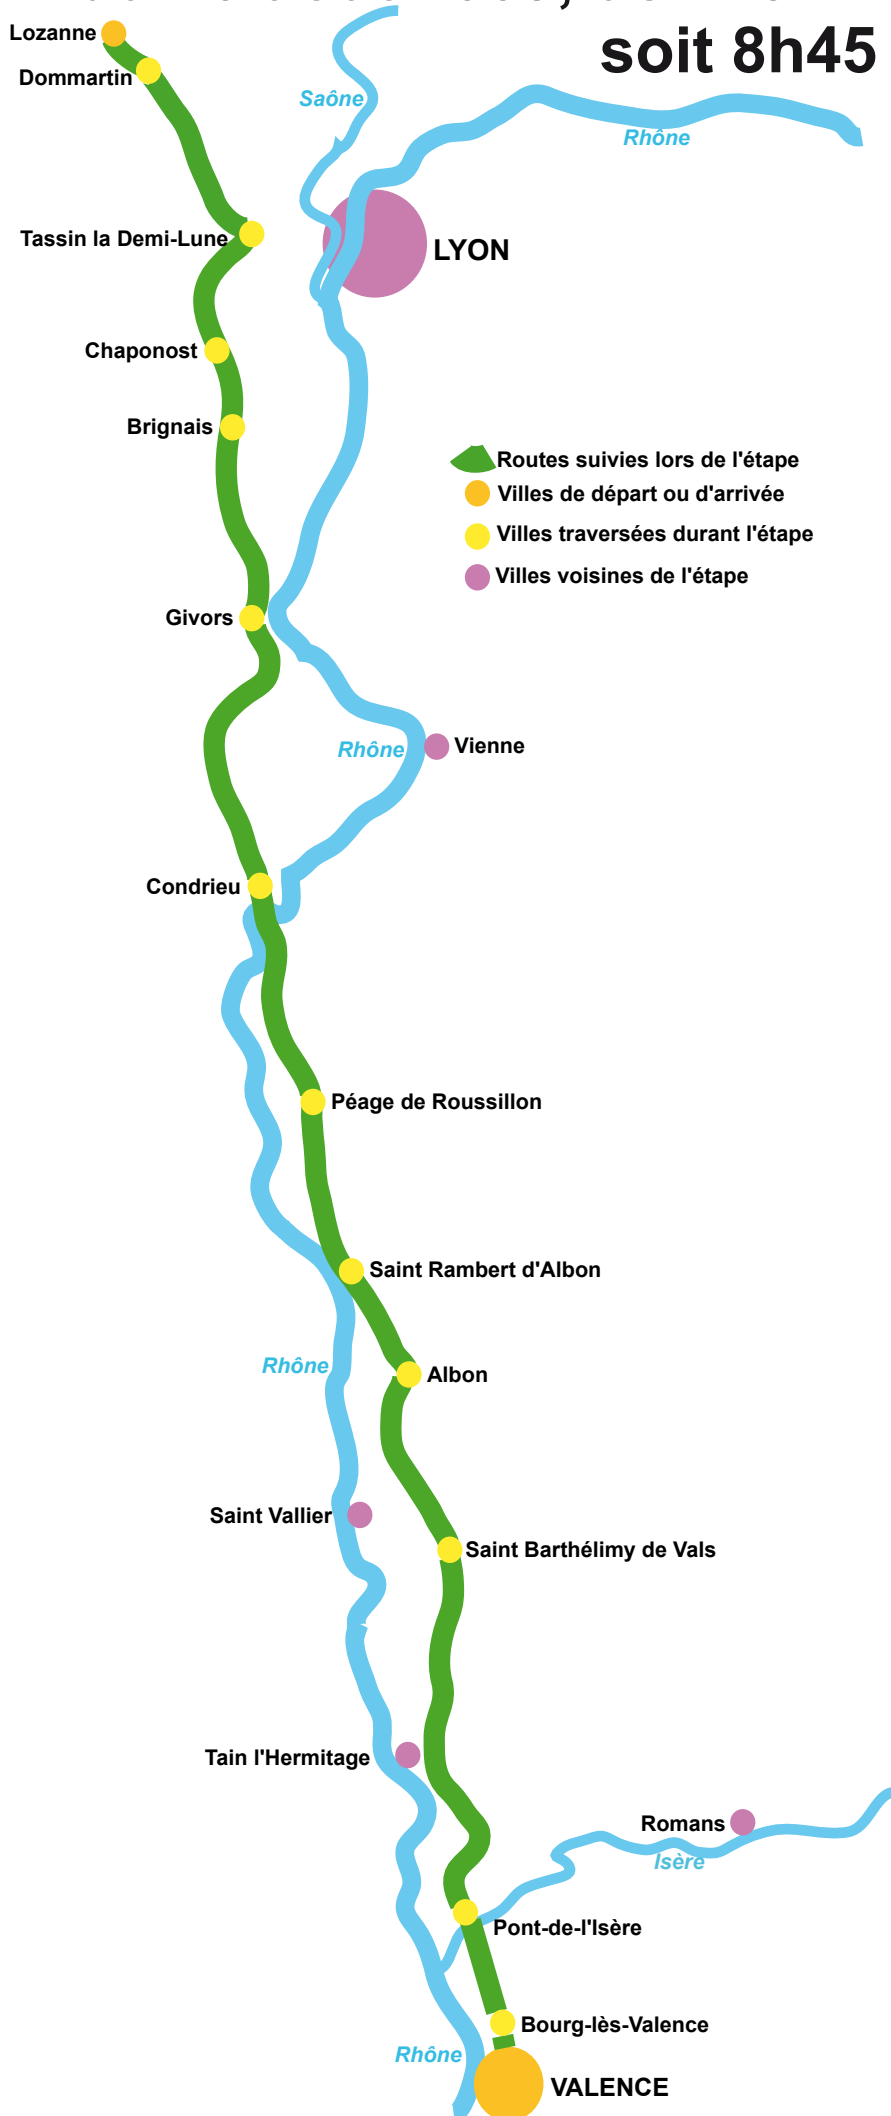 soit 8h45
Lozanne
Dommartin
Saône
Rhône
Tassin la Demi-Lune
LYON
Chaponost
Brignais
Routes suivies lors de l'étape
Villes de départ ou d'arrivée
Villes traversées durant l'étape
Villes voisines de l'étape
Givors
Rhône
Vienne
Condrieu
Péage de Roussillon
Saint Rambert d'Albon
Rhône
Albon
Saint Vallier
Saint Barthélimy de Vals
Tain l'Hermitage
Romans
Isère
Pont-de-l'Isère
Bourg-lès-Valence
Rhône
VALENCE